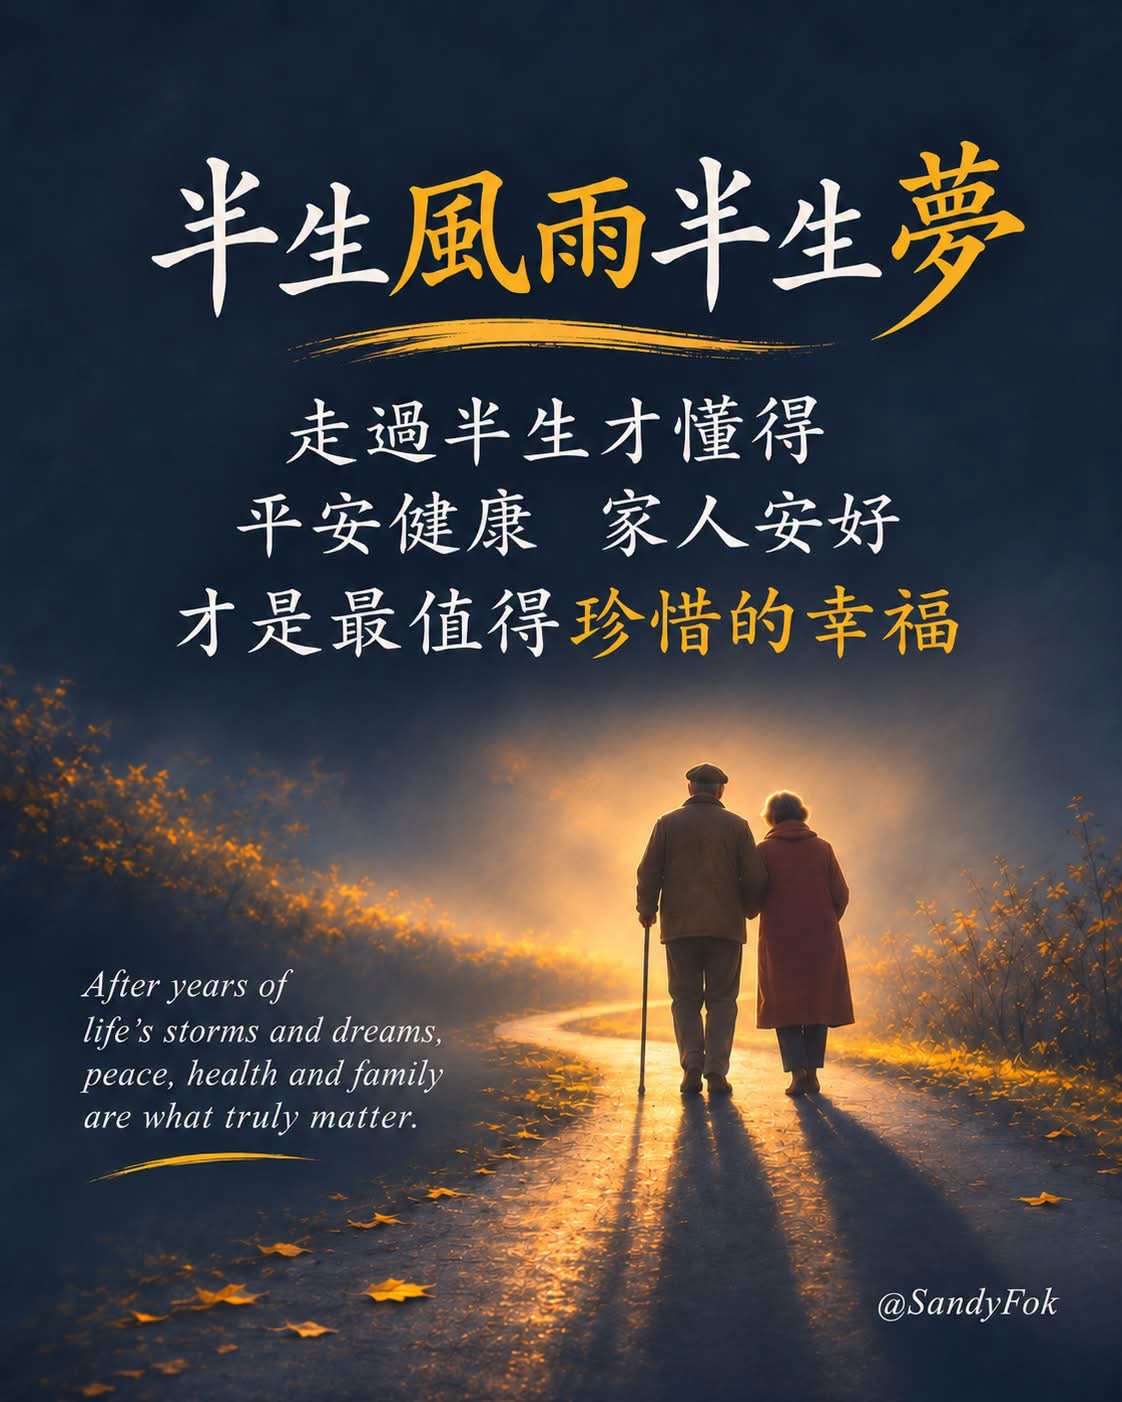 半生風雨半生夢
走過半生才懂得
平安健康 家人安好
才是最值得珍惜的幸福
After years of
life's storms and dreams,
peace, health and family
are what truly matter.
@SandyFok